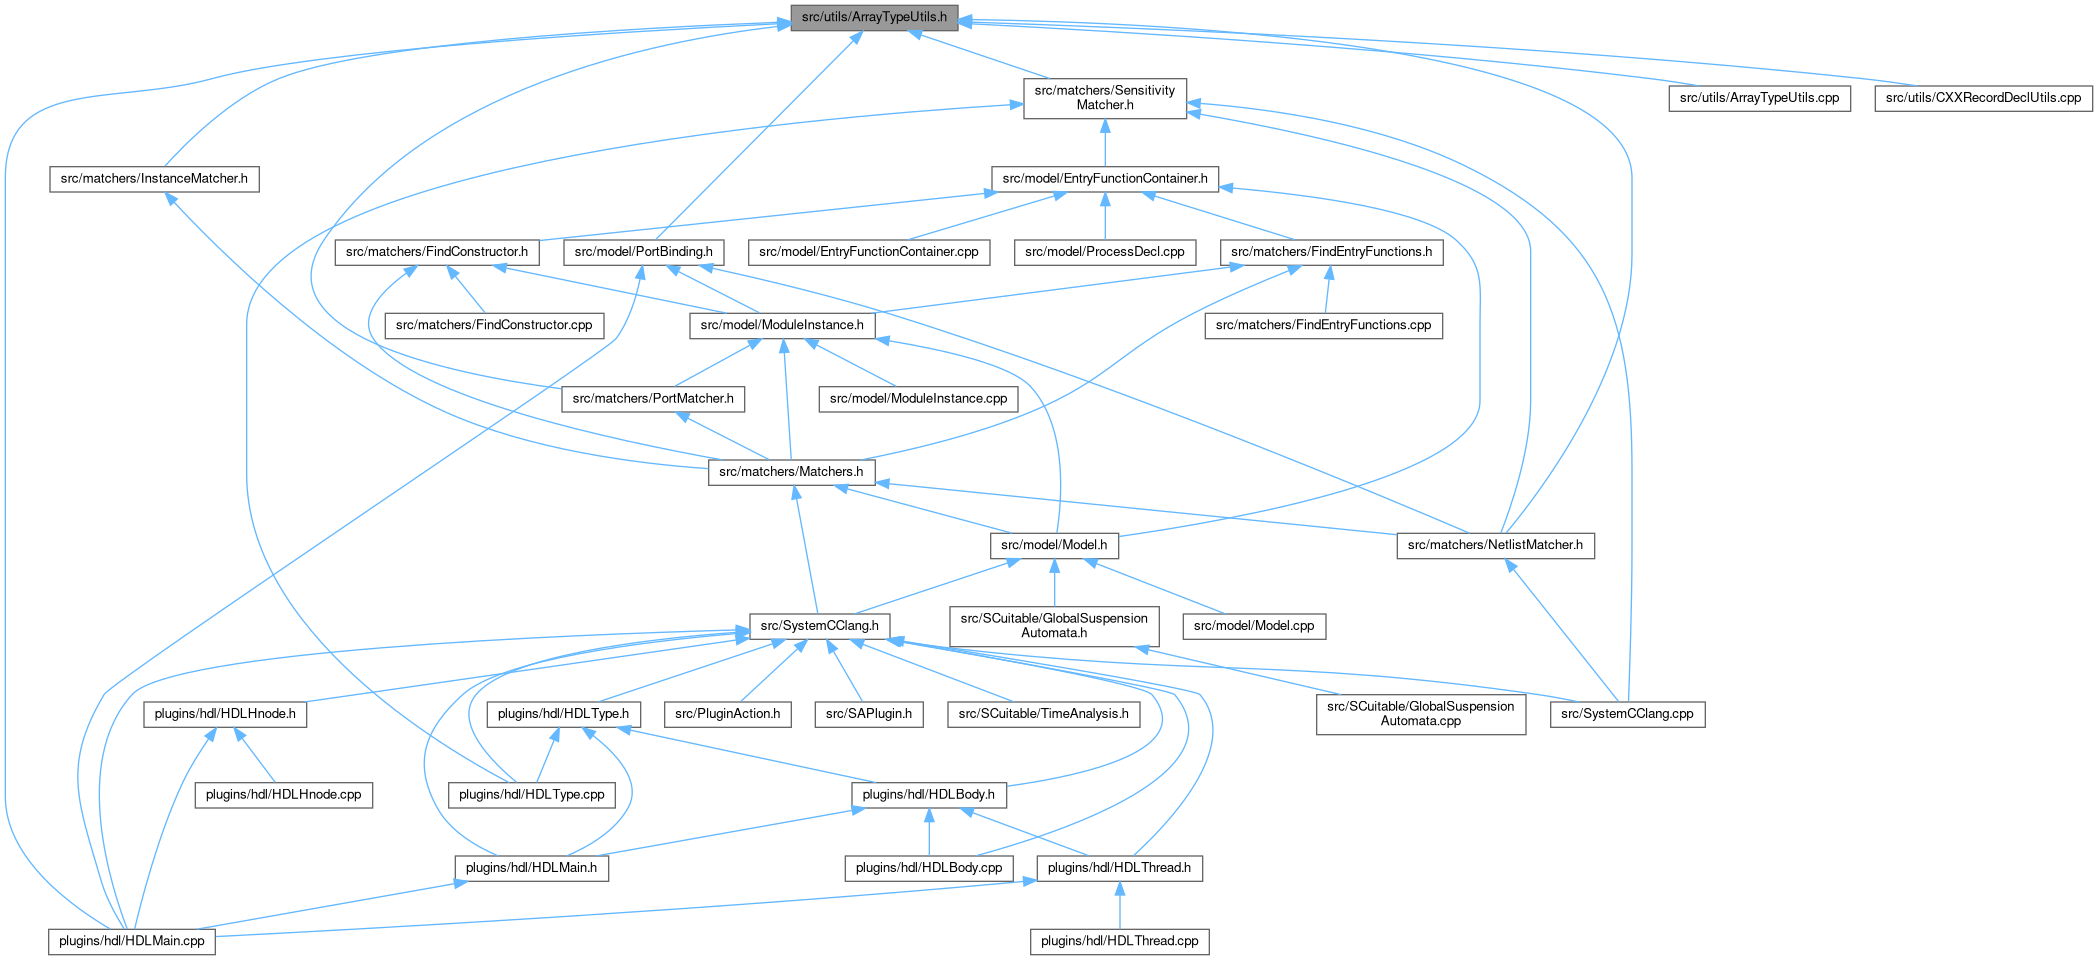 src/utils/ArrayTypeUtils.h
src/matchers/Sensitivity
Matcher.h
src/utils/ArrayTypeUtils.cpp
src/utils/CXXRecordDeclUtils.cpp
src/matchers/InstanceMatcher.h
src/model/EntryFunctionContainer.h
src/matchers/FindConstructor.h
src/model/PortBinding.h
src/model/EntryFunctionContainer.cpp
src/model/ProcessDecl.cpp
src/matchers/FindEntryFunctions.h
src/matchers/FindConstructor.cpp
src/model/ModuleInstance.h
src/matchers/FindEntryFunctions.cpp
src/matchers/PortMatcher.h
src/model/ModuleInstance.cpp
src/matchers/Matchers.h
src/model/Model.h
src/matchers/NetlistMatcher.h
src/SystemCClang.h
src/SCuitable/GlobalSuspension
Automata.h
src/model/Model.cpp
plugins/hdl/HDLHnode.h
plugins/hdl/HDLType.h
src/PluginAction.h
src/SAPlugin.h
src/SCuitable/TimeAnalysis.h
src/SCuitable/GlobalSuspension
Automata.cpp
src/SystemCClang.cpp
plugins/hdl/HDLHnode.cpp
plugins/hdl/HDLType.cpp
plugins/hdl/HDLBody.h
plugins/hdl/HDLMain.h
plugins/hdl/HDLBody.cpp
plugins/hdl/HDLThread.h
plugins/hdl/HDLMain.cpp
plugins/hdl/HDLThread.cpp